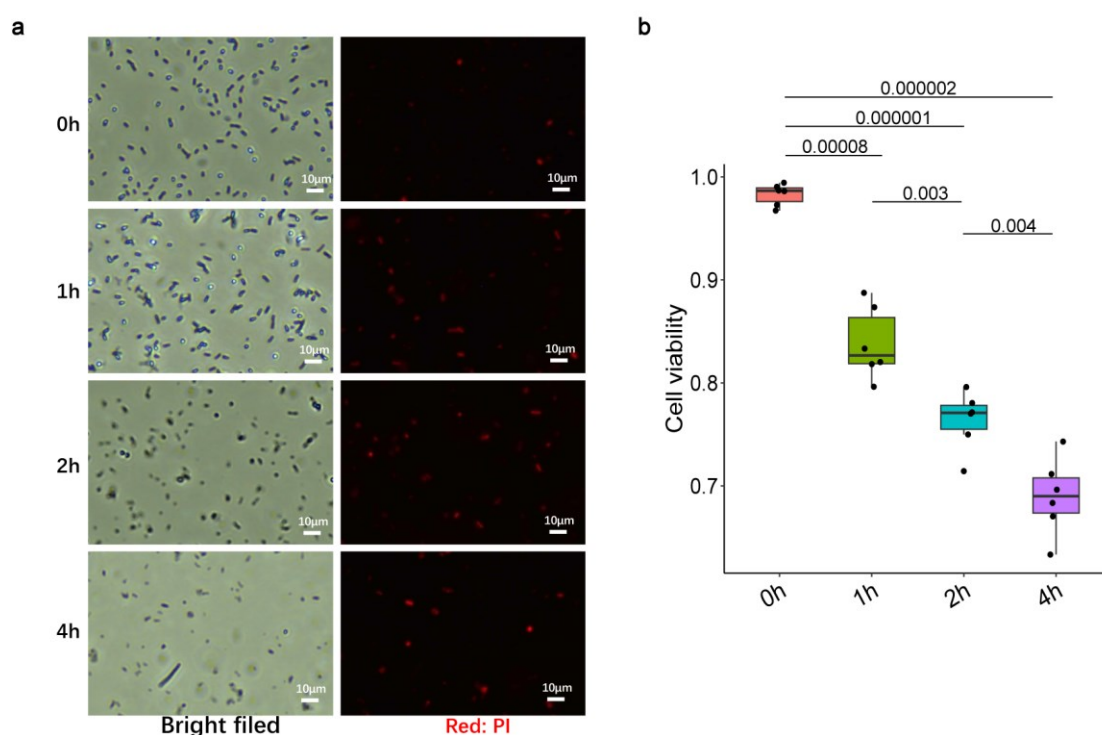 a
0h
10μm
10μm
1h
10μm
10μm
2h
10μm
10μm
4h
10μm
10μm
Bright filed
Red: PI
b
0.000002
0.000001
0.00008
0.003
0.004
Cell viability
1.0
0.9
0.8
0.7
0h
1h
2h
4h